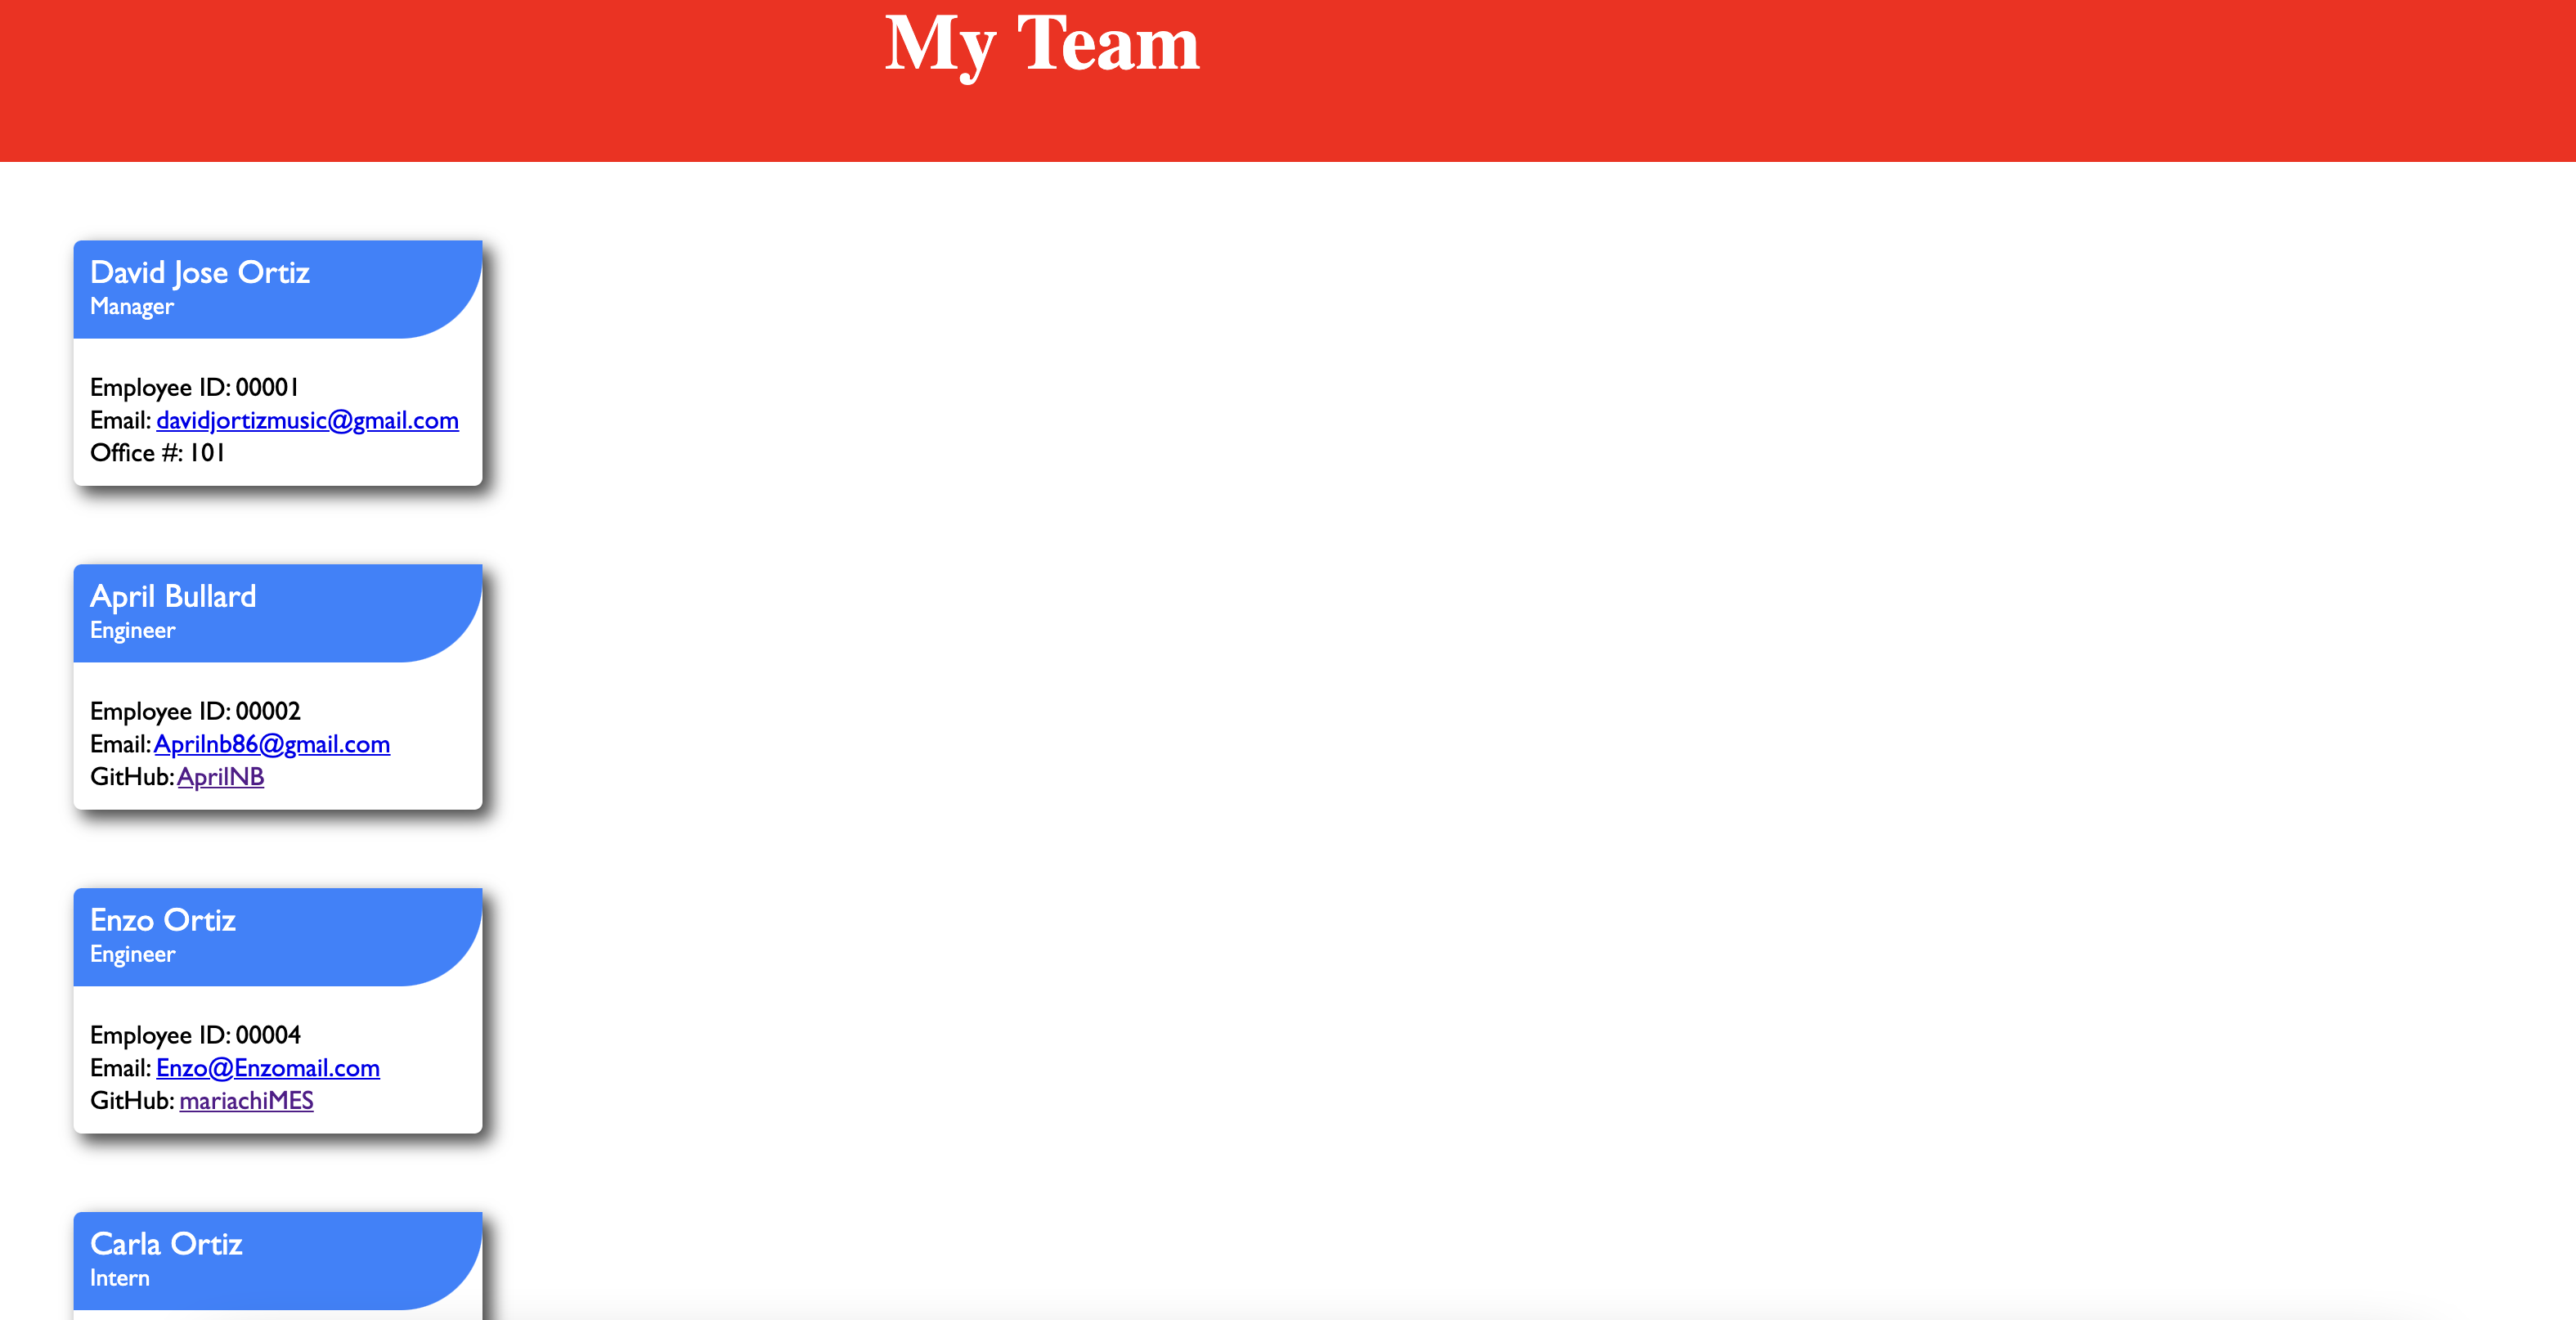 My Team
David Jose Ortiz
Manager
Employee ID: 00001
Email: davidjortizmusic@gmail.com
Office #: 101
April Bullard
Engineer
Employee ID: 00002
Email: Aprilnb86@gmail.com
GitHub: AprilNB
Enzo Ortiz
Engineer
Employee ID: 00004
Email: Enzo@Enzomail.com
GitHub: mariachiMES
Carla Ortiz
Intern